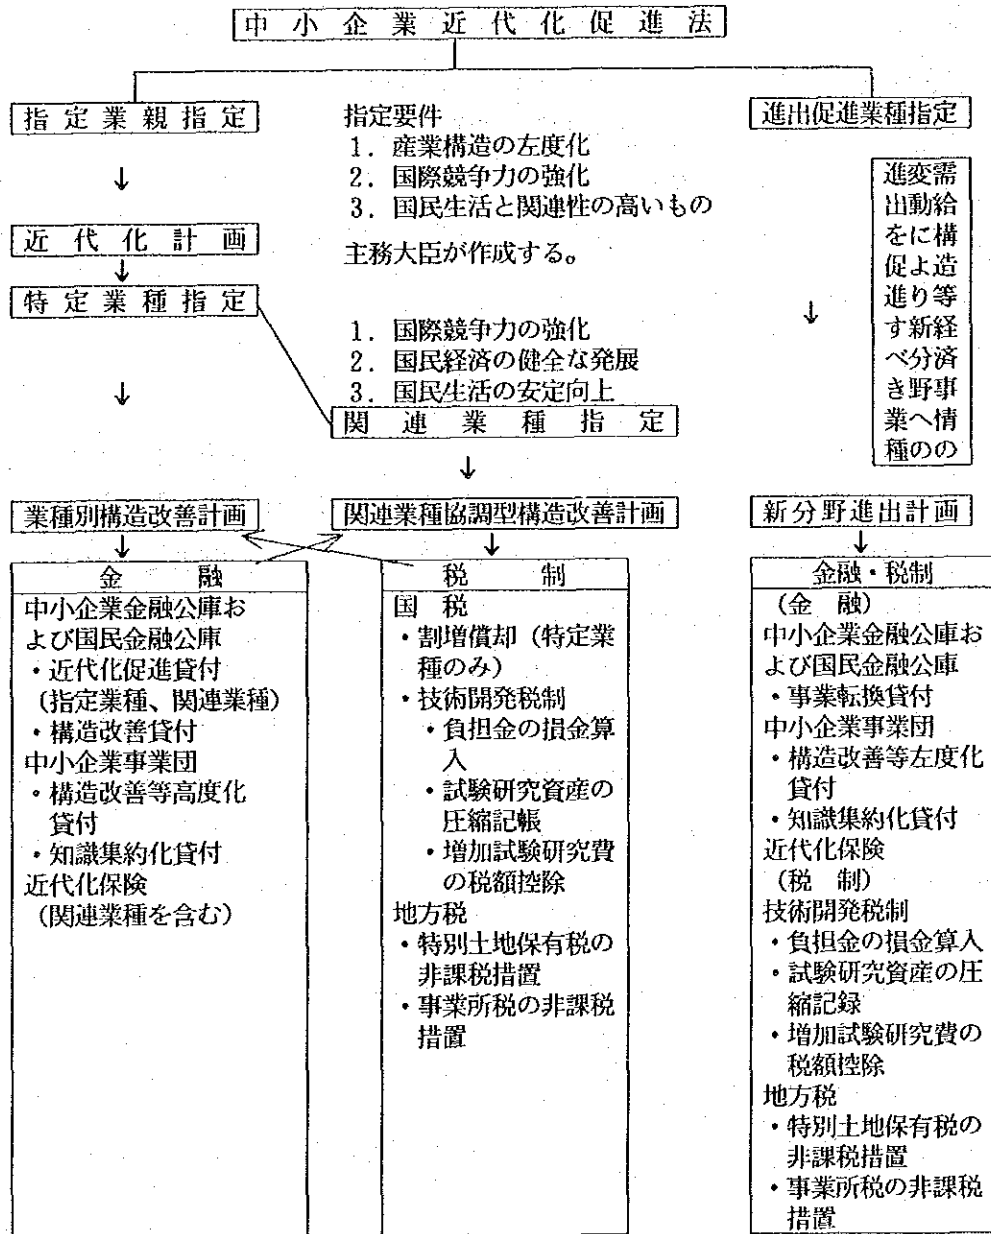 中小企業近代化促進法
指定業親指定
指定要件
1．産業構造の左度化
2．国際競争力の強化
3．国民生活と関連性の高いもの
進出促進業種指定
↓
近代化計画
主務大臣が作成する。
↓
特定業種指定
1．国際競争力の強化
2．国民経済の健全な発展
3．国民生活の安定向上
↓
関連業種指定
↓
↓
需給構造等経済事情の
変動により新分野への
進出を促進すべき業種
業種別構造改善計画
関連業種協調型構造改善計画
新分野進出計画
↓
↓
↓
金融
中小企業金融公庫お
よび国民金融公庫
・近代化促進貸付
(指定業種、関連業種)
・構造改善貸付
中小企業事業団
・構造改善等高度化
貸付
・知識集約化貸付
近代化保険
(関連業種を含む)
税制
国税
・割増償却（特定業
種のみ）
・技術開発税制
・負担金の損金算
入
・試験研究資産の
圧縮記帳
・増加試験研究費
の税額控除
地方税
・特別土地保有税の
非課税措置
・事業所税の非課税
措置
金融・税制
（金融）
中小企業金融公庫お
よび国民金融公庫
・事業転換貸付
中小企業事業団
・構造改善等左度化
貸付
・知識集約化貸付
近代化保険
（税制）
技術開発税制
・負担金の損金算入
・試験研究資産の圧
縮記録
・増加試験研究費の
税額控除
地方税
・特別土地保有税の
非課税措置
・事業所税の非課税
措置